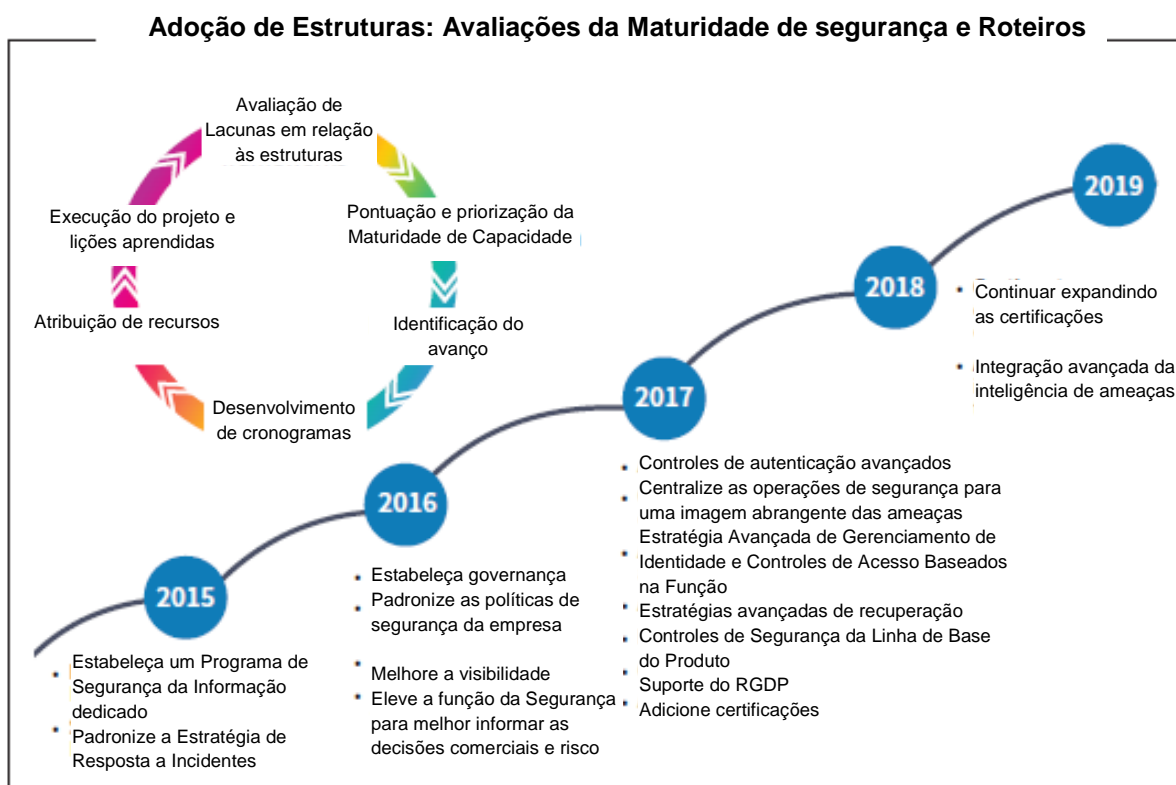 Adoção de Estruturas: Avaliações da Maturidade de segurança e Roteiros
Avaliação de
Lacunas em relação
às estruturas
Pontuação e priorização da
Maturidade de Capacidade
Identificação do
avanço
Desenvolvimento
de cronogramas
Atribuição de recursos
Execução do projeto e
lições aprendidas
2015
• Estabeleça um Programa de
Segurança da Informação
dedicado
• Padronize a Estratégia de
Resposta a Incidentes
2016
• Estabeleça governança
• Padronize as políticas de
segurança da empresa
• Melhore a visibilidade
• Eleve a função da Segurança
para melhor informar as
decisões comerciais e risco
2017
• Controles de autenticação avançados
• Centralize as operações de segurança para
uma imagem abrangente das ameaças
• Estratégia Avançada de Gerenciamento de
Identidade e Controles de Acesso Baseados
na Função
• Estratégias avançadas de recuperação
• Controles de Segurança da Linha de Base
do Produto
• Suporte do RGDP
• Adicione certificações
2018
• Continuar expandindo
as certificações
• Integração avançada da
inteligência de ameaças
2019